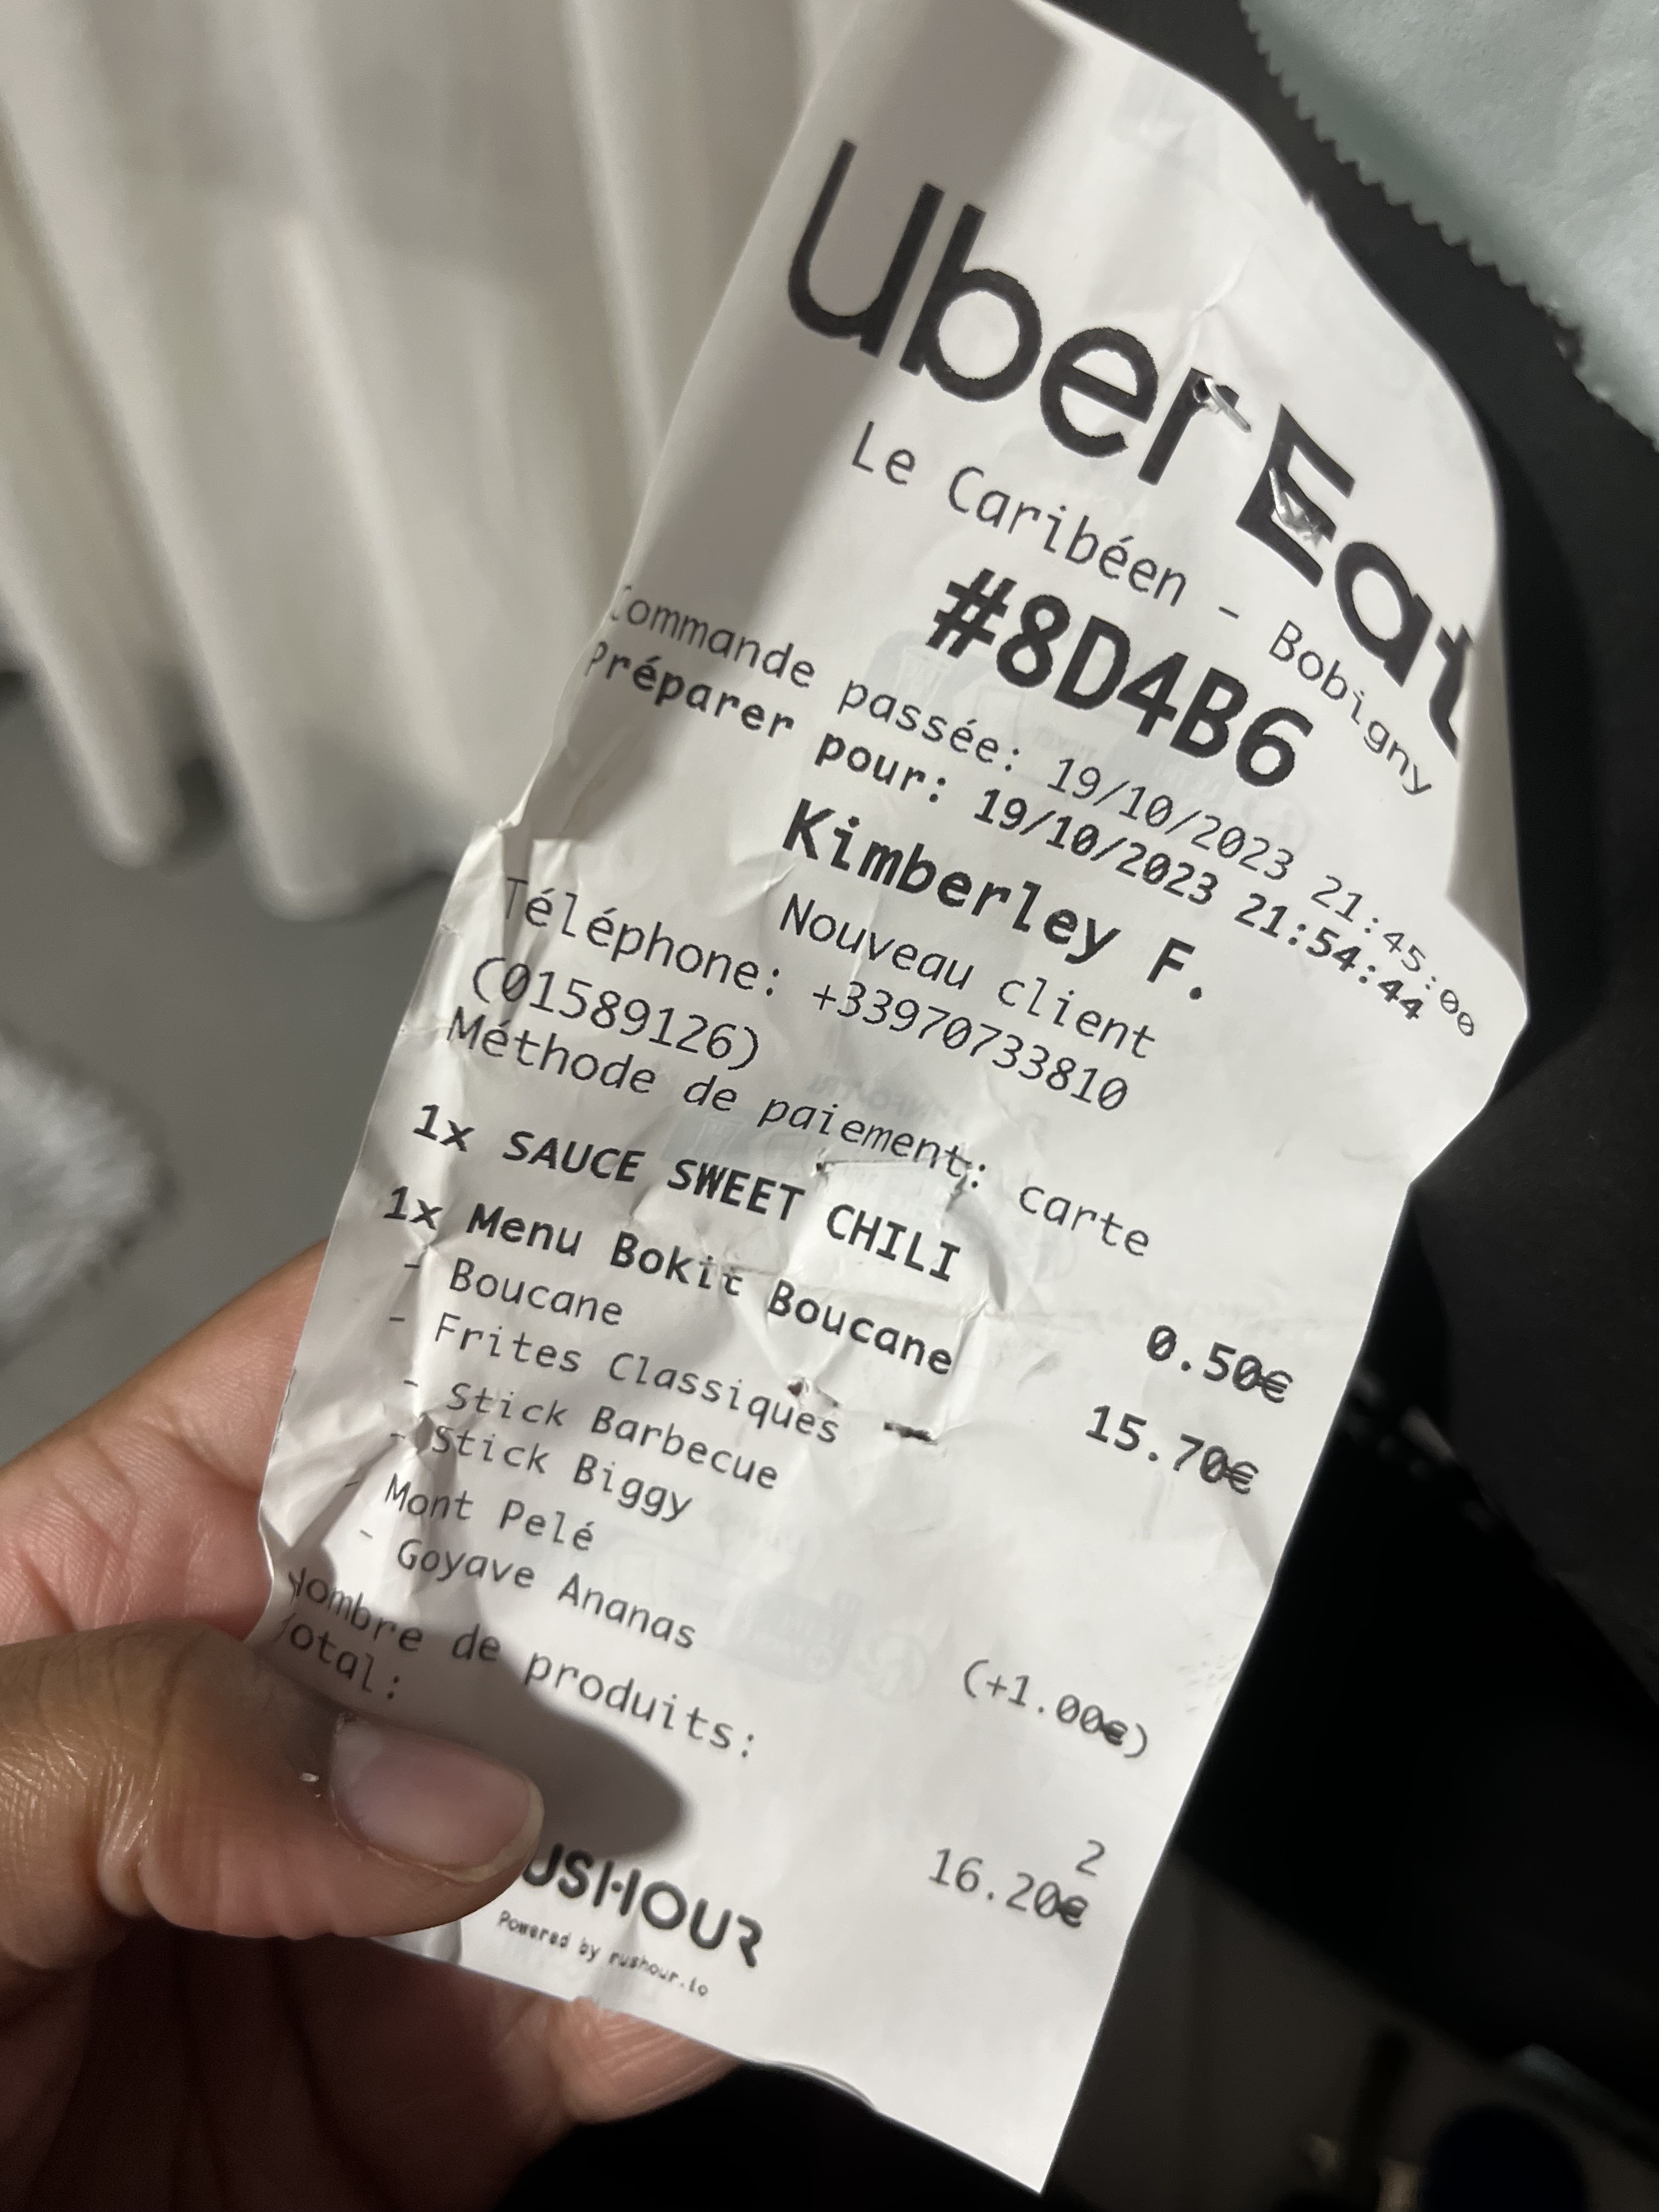 Uber Eat
Le Caribéen - Bobigny
#8D4B6
Commande passée: 19/10/2023 21:45:00
Préparer pour: 19/10/2023 21:54:44
Kimberley F.
Nouveau client
Téléphone: +33970733810
(01589126)
Méthode de paiement: carte
1x SAUCE SWEET CHILI 0.50€
1x Menu Bokit Boucane 15.70€
- Boucane
- Frites Classiques
- Stick Barbecue
- Stick Biggy
- Mont Pelé
- Goyave Ananas (+1.00€)
Nombre de produits: 2
Total: 16.20€
USHOUR
Powered by rushour.io